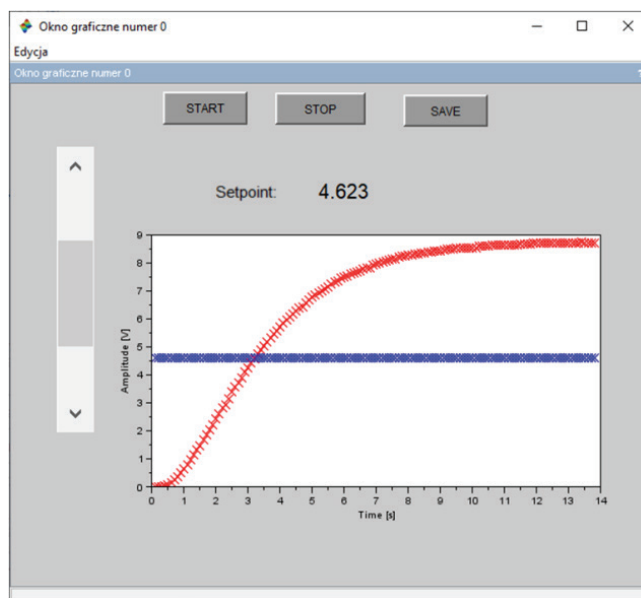 Okno graficzne numer 0
Edycja
Okno graficzne numer 0
START STOP SAVE
Setpoint: 4.623
9
8
7
6
5
4
3
2
1
0
Amplitude [V]
0 1 2 3 4 5 6 7 8 9 10 11 12 13 14
Time [s]